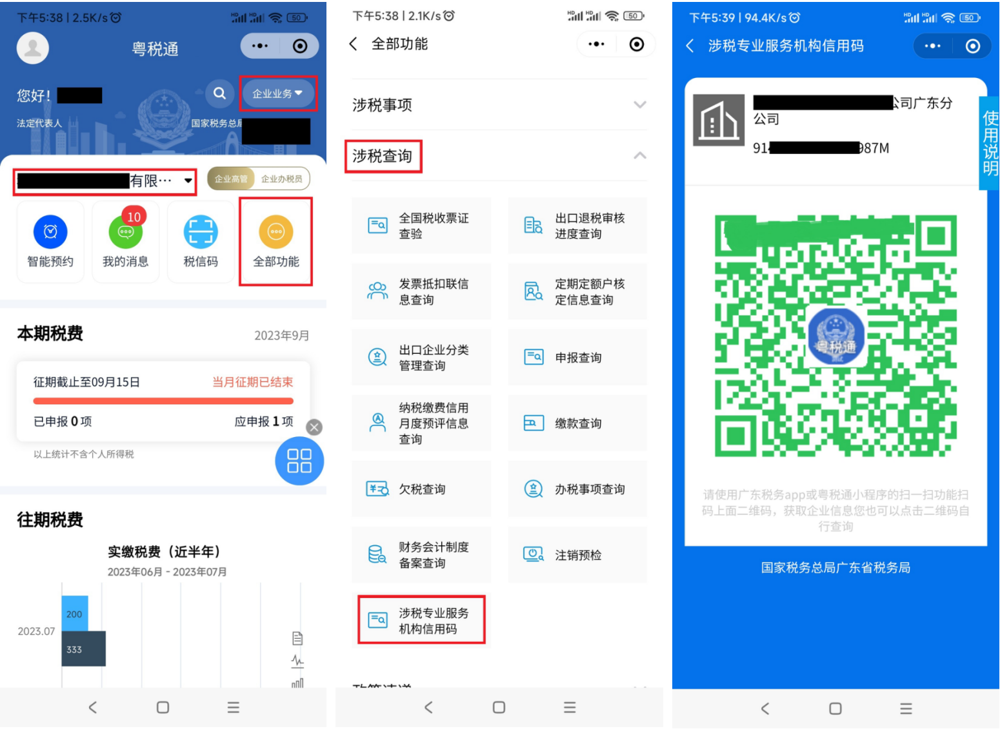 下午5:38 | 2.5K/s
粤税通
您好！
企业业务
法定代表人
国家税务总局
有限…
企业高管
企业办税员
10
智能预约
我的消息
税信码
全部功能
本期税费
2023年9月
征期截止至09月15日
当月征期已结束
已申报 0 项
应申报 1 项
以上统计不含个人所得税
往期税费
实缴税费（近半年）
2023年06月 - 2023年07月
200
2023.07
333
下午5:38 | 2.1K/s
50
全部功能
涉税事项
涉税查询
全国税收票证
查验
出口退税审核
进度查询
发票抵扣联信
息查询
定期定额户核
定信息查询
出口企业分类
管理查询
申报查询
纳税缴费信用
月度预评信息
查询
缴款查询
欠税查询
办税事项查询
财务会计制度
备案查询
注销预检
涉税专业服务
机构信用码
下午5:39 | 94.4K/s
50
涉税专业服务机构信用码
公司广东分
公司
91
987M
使用说明
粤税通
请使用广东税务app或粤税通小程序的扫一扫功能扫
码上面二维码，获取企业信息您也可以点击二维码自
行查询
国家税务总局广东省税务局